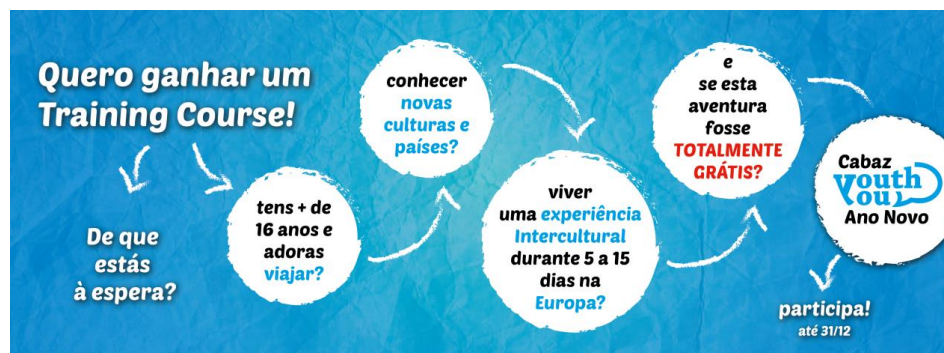 Quero ganhar um
Training Course!
De que
estás
à espera?
tens + de
16 anos e
adoras
viajar?
conhecer
novas
culturas e
países?
viver
uma experiência
Intercultural
durante 5 a 15
dias na
Europa?
e
se esta
aventura
fosse
TOTALMENTE
GRÁTIS?
Cabaz
youth
you
Ano Novo
participa!
até 31/12